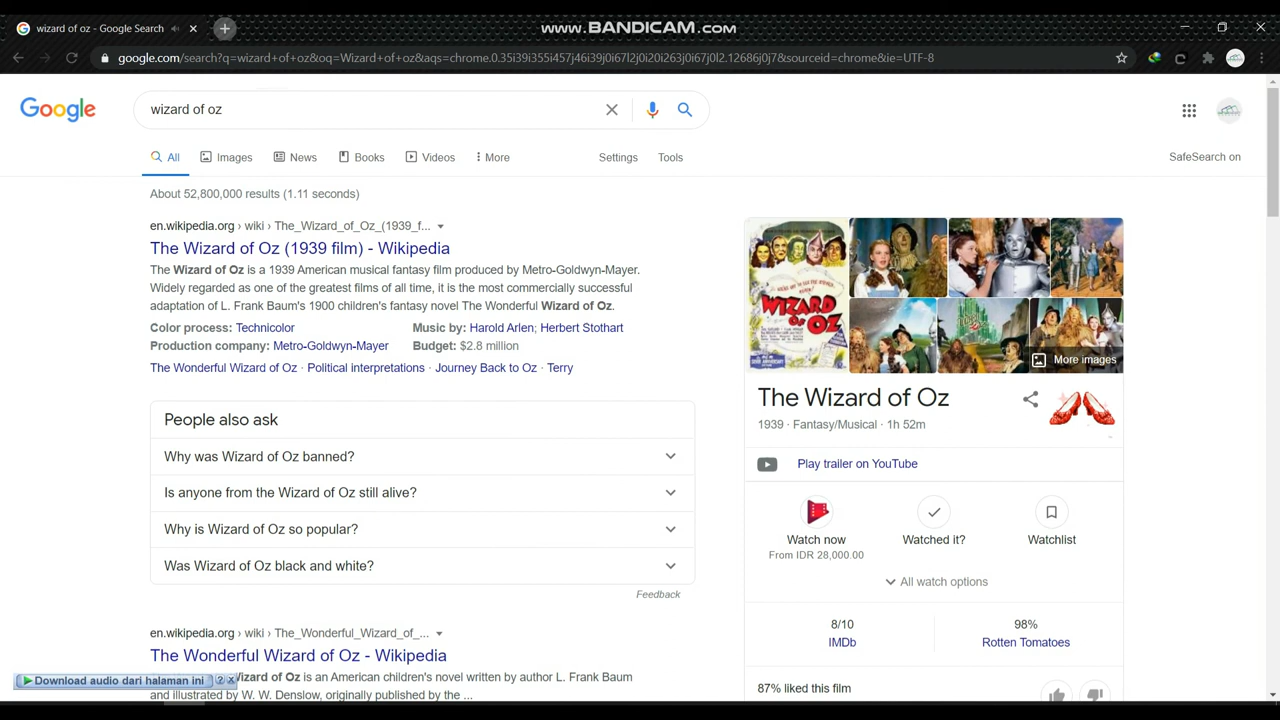 wizard of oz - Google Search
www.BANDICAM.com
google.com/search?q=wizard+of+oz&oq=Wizard+of+oz&aqs=chrome.0.35i39i355i457j46i39j0i67l2j0i20i263j0i67j0l2.12686j0j7&sourceid=chrome&ie=UTF-8
Google
wizard of oz
All Images News Books Videos More Settings Tools SafeSearch on
About 52,800,000 results (1.11 seconds)
en.wikipedia.org › wiki › The_Wizard_of_Oz_(1939_f...
The Wizard of Oz (1939 film) - Wikipedia
The Wizard of Oz is a 1939 American musical fantasy film produced by Metro-Goldwyn-Mayer.
Widely regarded as one of the greatest films of all time, it is the most commercially successful
adaptation of L. Frank Baum's 1900 children's fantasy novel The Wonderful Wizard of Oz.
Color process: Technicolor Music by: Harold Arlen; Herbert Stothart
Production company: Metro-Goldwyn-Mayer Budget: $2.8 million
The Wonderful Wizard of Oz · Political interpretations · Journey Back to Oz · Terry
People also ask
Why was Wizard of Oz banned?
Is anyone from the Wizard of Oz still alive?
Why is Wizard of Oz so popular?
Was Wizard of Oz black and white?
Feedback
en.wikipedia.org › wiki › The_Wonderful_Wizard_of_...
The Wonderful Wizard of Oz - Wikipedia
Wizard of Oz is an American children's novel written by author L. Frank Baum
and illustrated by W. W. Denslow, originally published by the ...
Download audio dari halaman ini ? x
WIZARD
OF OZ
More images
The Wizard of Oz
1939 · Fantasy/Musical · 1h 52m
Play trailer on YouTube
Watch now Watched it? Watchlist
From IDR 28,000.00
All watch options
8/10 98%
IMDb Rotten Tomatoes
87% liked this film